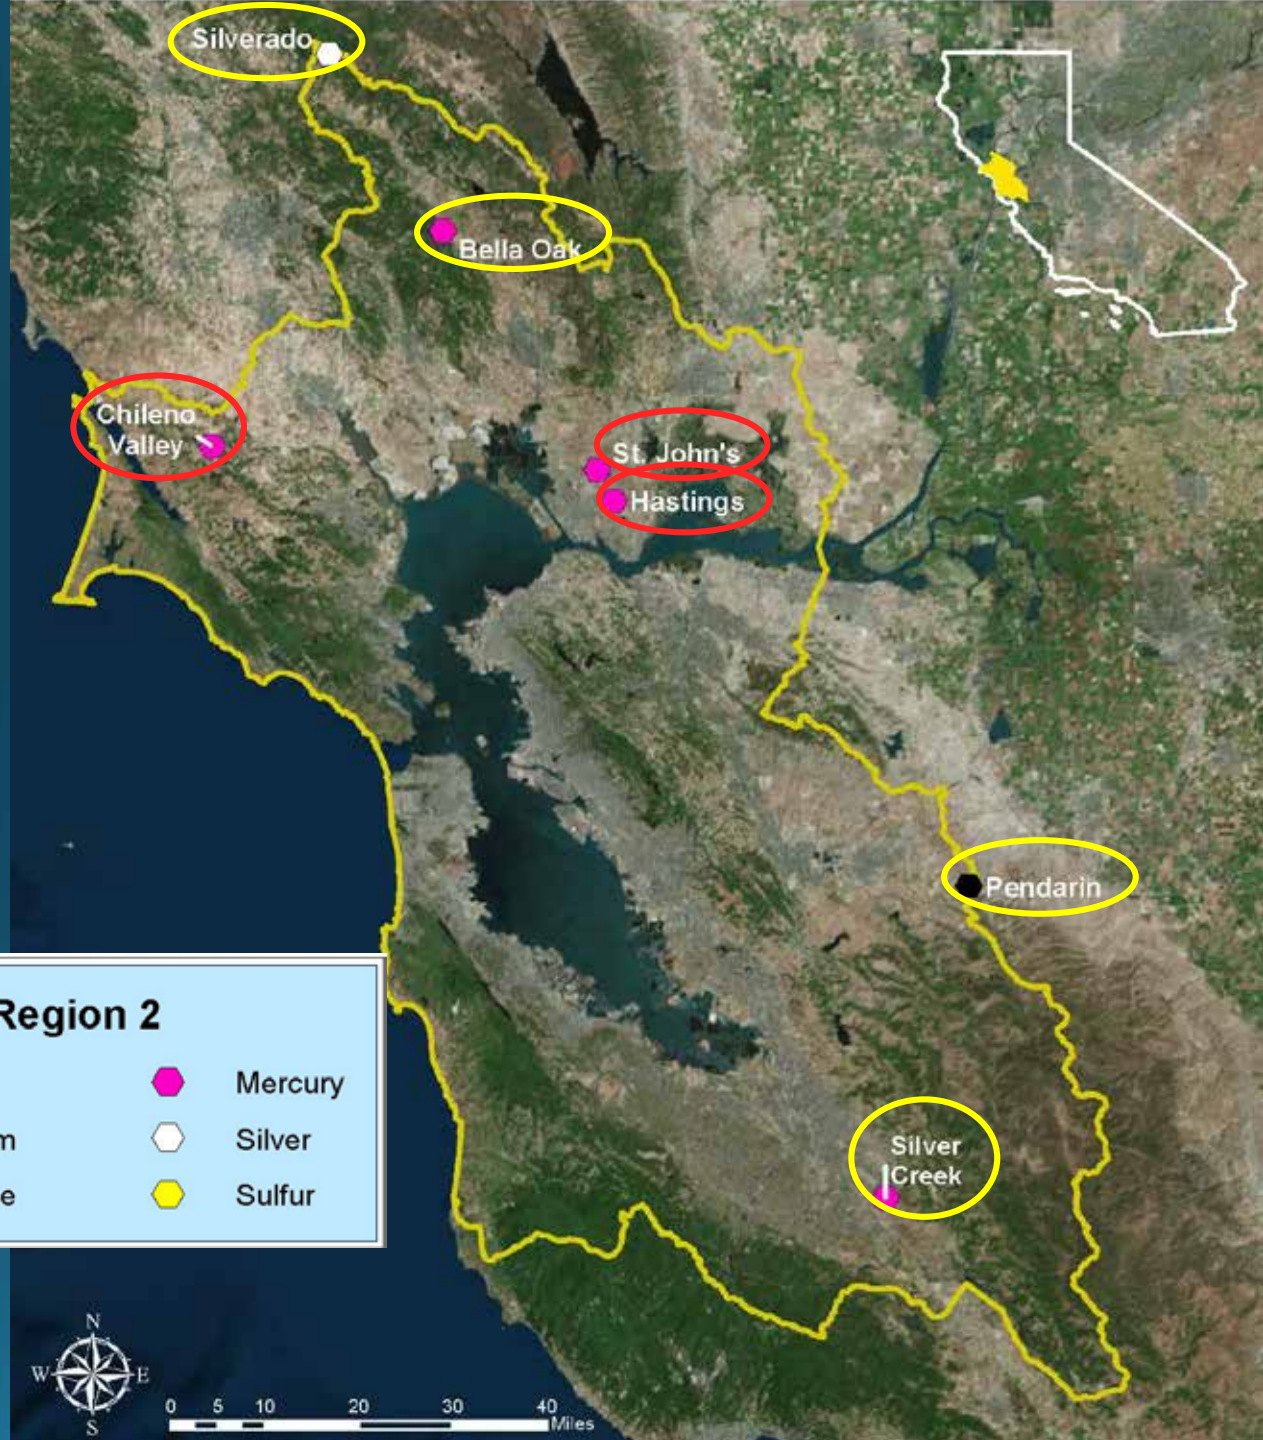 Silverado
Bella Oak
Chileno
Valley
St. John's
Hastings
Pendarin
Silver
Creek
Region 2
Mercury
Silver
Sulfur
N
W
E
S
0 5 10 20 30 40
Miles